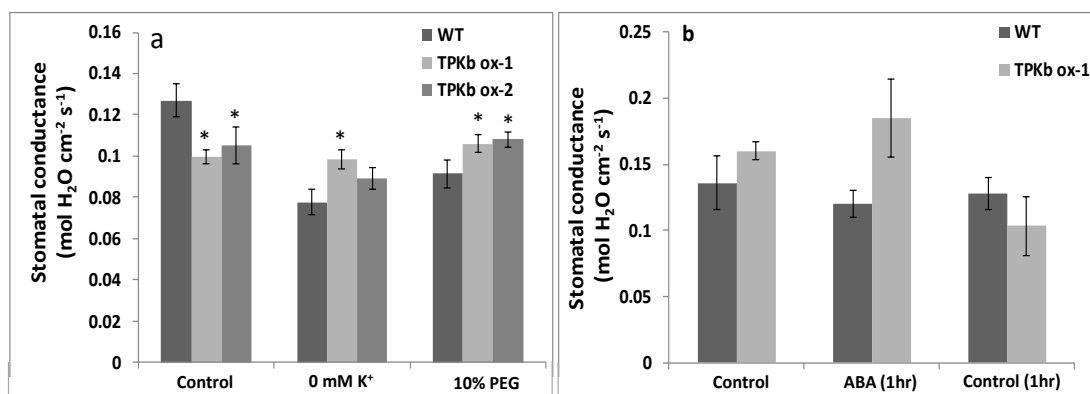 a
WT
TPKb ox-1
TPKb ox-2
Stomatal conductance
(mol H₂O cm⁻² s⁻¹)
0.16
0.14
0.12
0.1
0.08
0.06
0.04
0.02
0
*
*
*
*
*
Control
0 mM K⁺
10% PEG
b
WT
TPKb ox-1
Stomatal conductance
(mol H₂O cm⁻² s⁻¹)
0.25
0.2
0.15
0.1
0.05
0
Control
ABA (1hr)
Control (1hr)